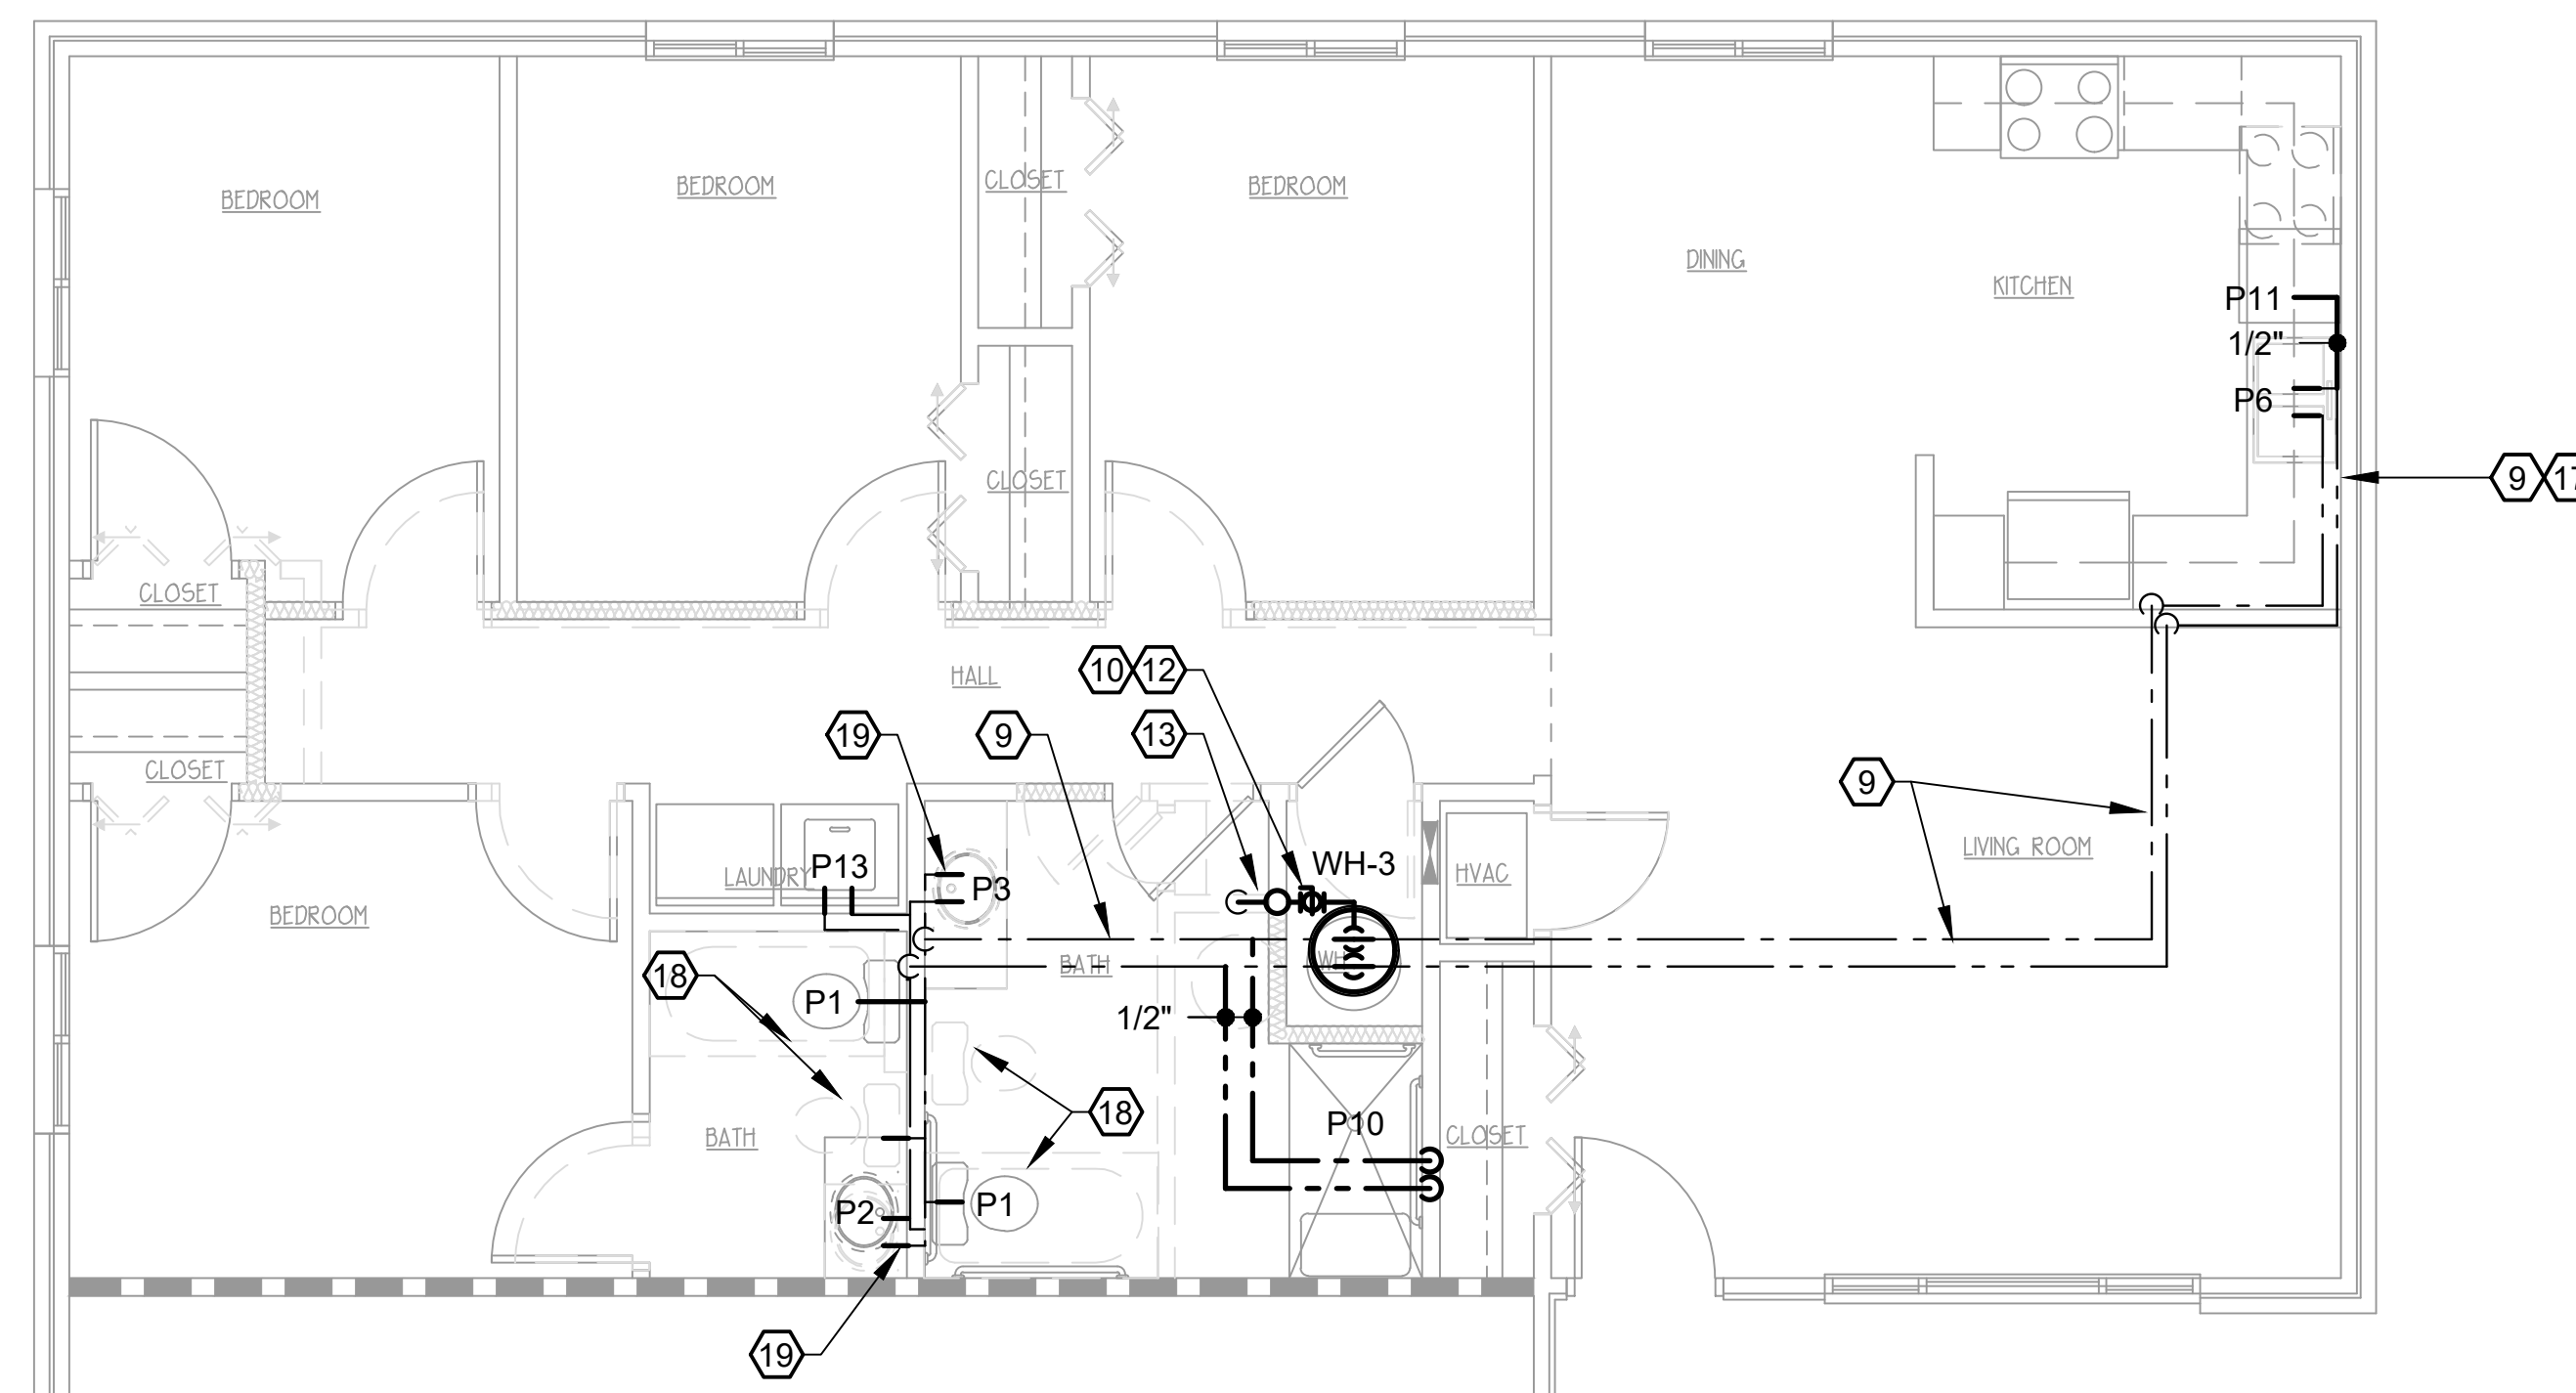 BEDROOM
BEDROOM
CLOSET
BEDROOM
DINING
KITCHEN
P11
1/2"
P6
CLOSET
9 17
CLOSET
HALL
10 12
19
9
13
CLOSET
9
LIVING ROOM
WH-3
P13
LAUNDRY
P3
HVAC
BEDROOM
BATH
WH
18
P1
1/2"
18
P10
CLOSET
BATH
P2
P1
19